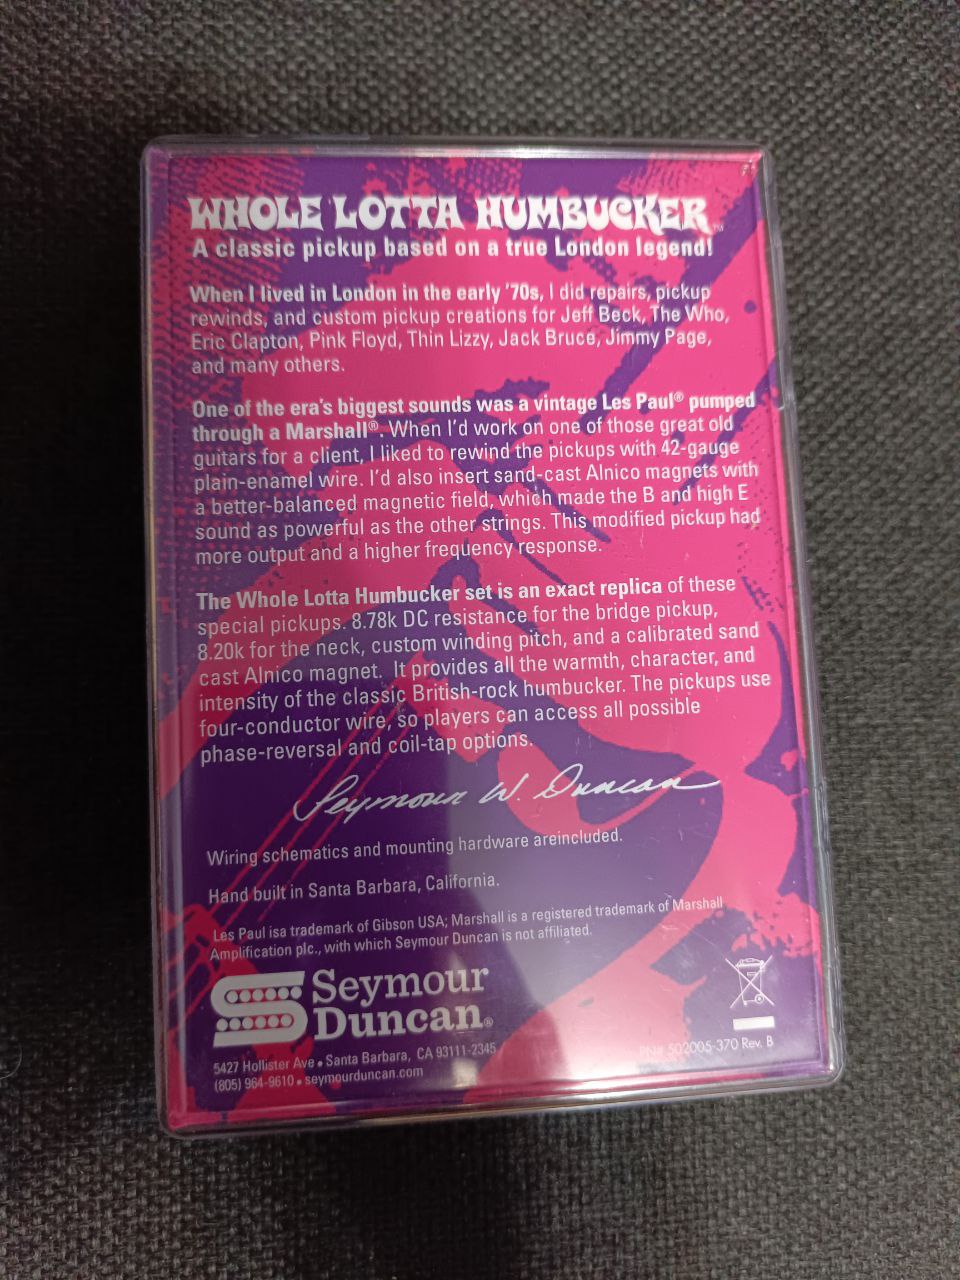 WHOLE LOTTA HUMBUCKER™
A classic pickup based on a true London legend!
When I lived in London in the early '70s, I did repairs, pickup
rewinds, and custom pickup creations for Jeff Beck, The Who,
Eric Clapton, Pink Floyd, Thin Lizzy, Jack Bruce, Jimmy Page,
and many others.
One of the era's biggest sounds was a vintage Les Paul® pumped
through a Marshall®. When I'd work on one of those great old
guitars for a client, I liked to rewind the pickups with 42-gauge
plain-enamel wire. I'd also insert sand-cast Alnico magnets with
a better-balanced magnetic field, which made the B and high E
sound as powerful as the other strings. This modified pickup had
more output and a higher frequency response.
The Whole Lotta Humbucker set is an exact replica of these
special pickups. 8.78k DC resistance for the bridge pickup,
8.20k for the neck, custom winding pitch, and a calibrated sand
cast Alnico magnet. It provides all the warmth, character, and
intensity of the classic British-rock humbucker. The pickups use
four-conductor wire, so players can access all possible
phase-reversal and coil-tap options.
Seymour W. Duncan
Wiring schematics and mounting hardware areincluded.
Hand built in Santa Barbara, California.
Les Paul isa trademark of Gibson USA; Marshall is a registered trademark of Marshall
Amplification plc., with which Seymour Duncan is not affiliated.
Seymour
Duncan®
5427 Hollister Ave • Santa Barbara, CA 93111-2345
(805) 964-9610 • seymourduncan.com
PN# 502005-370 Rev. B